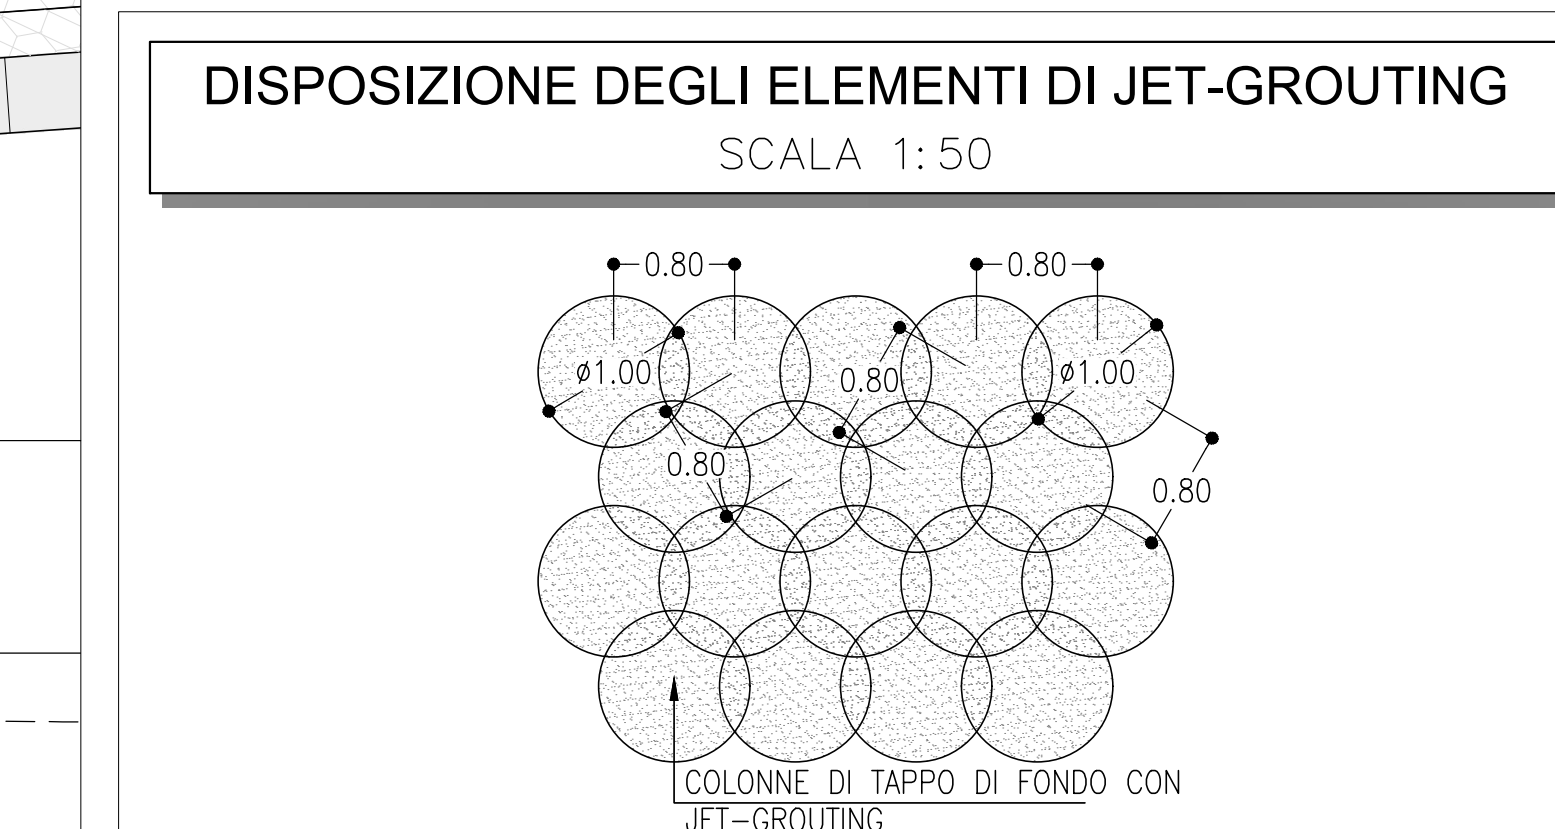 DISPOSIZIONE DEGLI ELEMENTI DI JET-GROUTING
SCALA 1:50
0.80 0.80
ø1.00 0.80 ø1.00
0.80 0.80
COLONNE DI TAPPO DI FONDO CON
JET-GROUTING